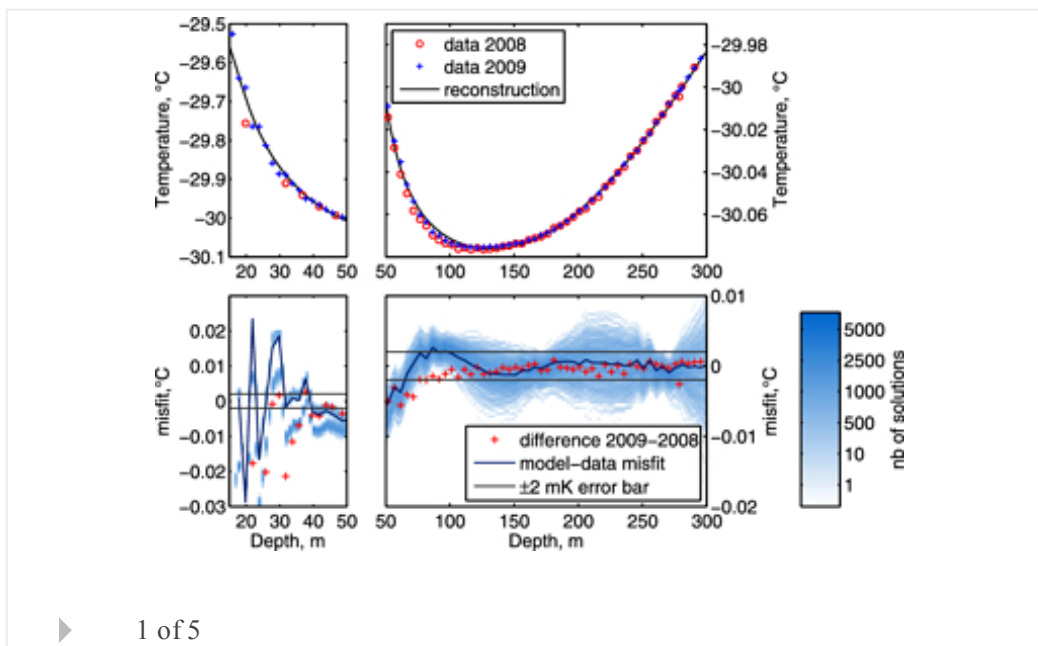 -29.5
-29.6
-29.7
-29.8
-29.9
-30
-30.1
Temperature, °C
20 30 40 50
data 2008
data 2009
reconstruction
-29.98
-30
-30.02
-30.04
-30.06
Temperature, °C
50 100 150 200 250 300
0.02
0.01
0
-0.01
-0.02
-0.03
misfit,°C
20 30 40 50
Depth, m
difference 2009-2008
model-data misfit
±2 mK error bar
0.01
0
-0.01
-0.02
misfit,°C
50 100 150 200 250 300
Depth, m
5000
2500
1000
500
10
1
nb of solutions
1 of 5